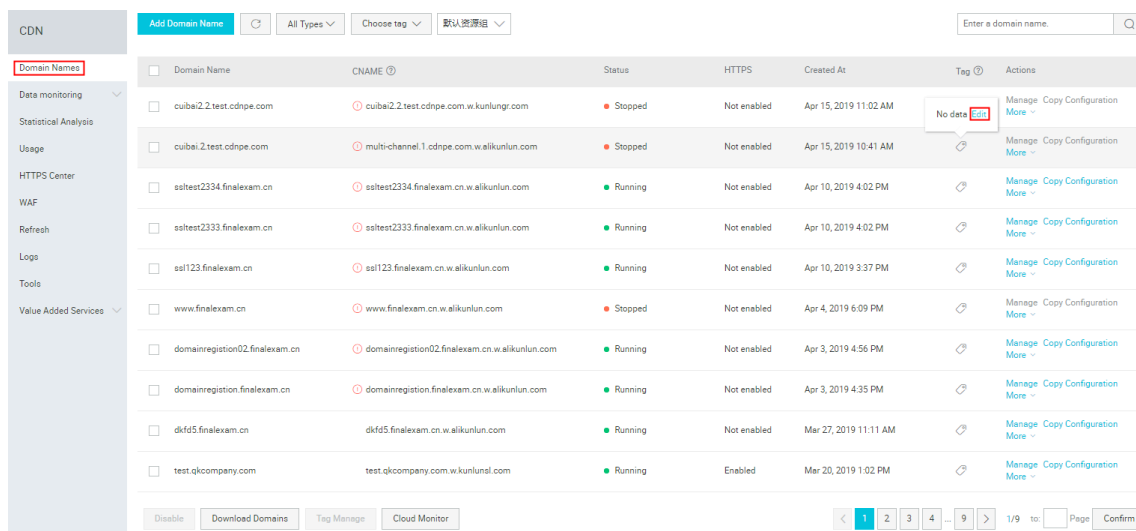 CDN
Domain Names
Data monitoring
Statistical Analysis
Usage
HTTPS Center
WAF
Refresh
Logs
Tools
Value Added Services
Add Domain Name All Types Choose tag 默认资源组 Enter a domain name.
Domain Name CNAME Status HTTPS Created At Tag Actions
cuibai2.2.test.cdnpe.com cuibai2.2.test.cdnpe.com.w.kunlungr.com Stopped Not enabled Apr 15, 2019 11:02 AM Manage Copy Configuration
More
No data Edit
cuibai.2.test.cdnpe.com multi-channel.1.cdnpe.com.w.alikunlun.com Stopped Not enabled Apr 15, 2019 10:41 AM Manage Copy Configuration
More
ssltest2334.finalexam.cn ssltest2334.finalexam.cn.w.alikunlun.com Running Not enabled Apr 10, 2019 4:02 PM Manage Copy Configuration
More
ssltest2333.finalexam.cn ssltest2333.finalexam.cn.w.alikunlun.com Running Not enabled Apr 10, 2019 4:02 PM Manage Copy Configuration
More
ssl123.finalexam.cn ssl123.finalexam.cn.w.alikunlun.com Running Not enabled Apr 10, 2019 3:37 PM Manage Copy Configuration
More
www.finalexam.cn www.finalexam.cn.w.alikunlun.com Stopped Not enabled Apr 4, 2019 6:09 PM Manage Copy Configuration
More
domainregistion02.finalexam.cn domainregistion02.finalexam.cn.w.alikunlun.com Running Not enabled Apr 3, 2019 4:56 PM Manage Copy Configuration
More
domainregistion.finalexam.cn domainregistion.finalexam.cn.w.alikunlun.com Running Not enabled Apr 3, 2019 4:35 PM Manage Copy Configuration
More
dkfd5.finalexam.cn dkfd5.finalexam.cn.w.alikunlun.com Running Not enabled Mar 27, 2019 11:11 AM Manage Copy Configuration
More
test.qkcompany.com test.qkcompany.com.w.kunlunsl.com Running Enabled Mar 20, 2019 1:02 PM Manage Copy Configuration
More
Disable Download Domains Tag Manage Cloud Monitor < 1 2 3 4 ... 9 > 1/9 to: Page Confirm